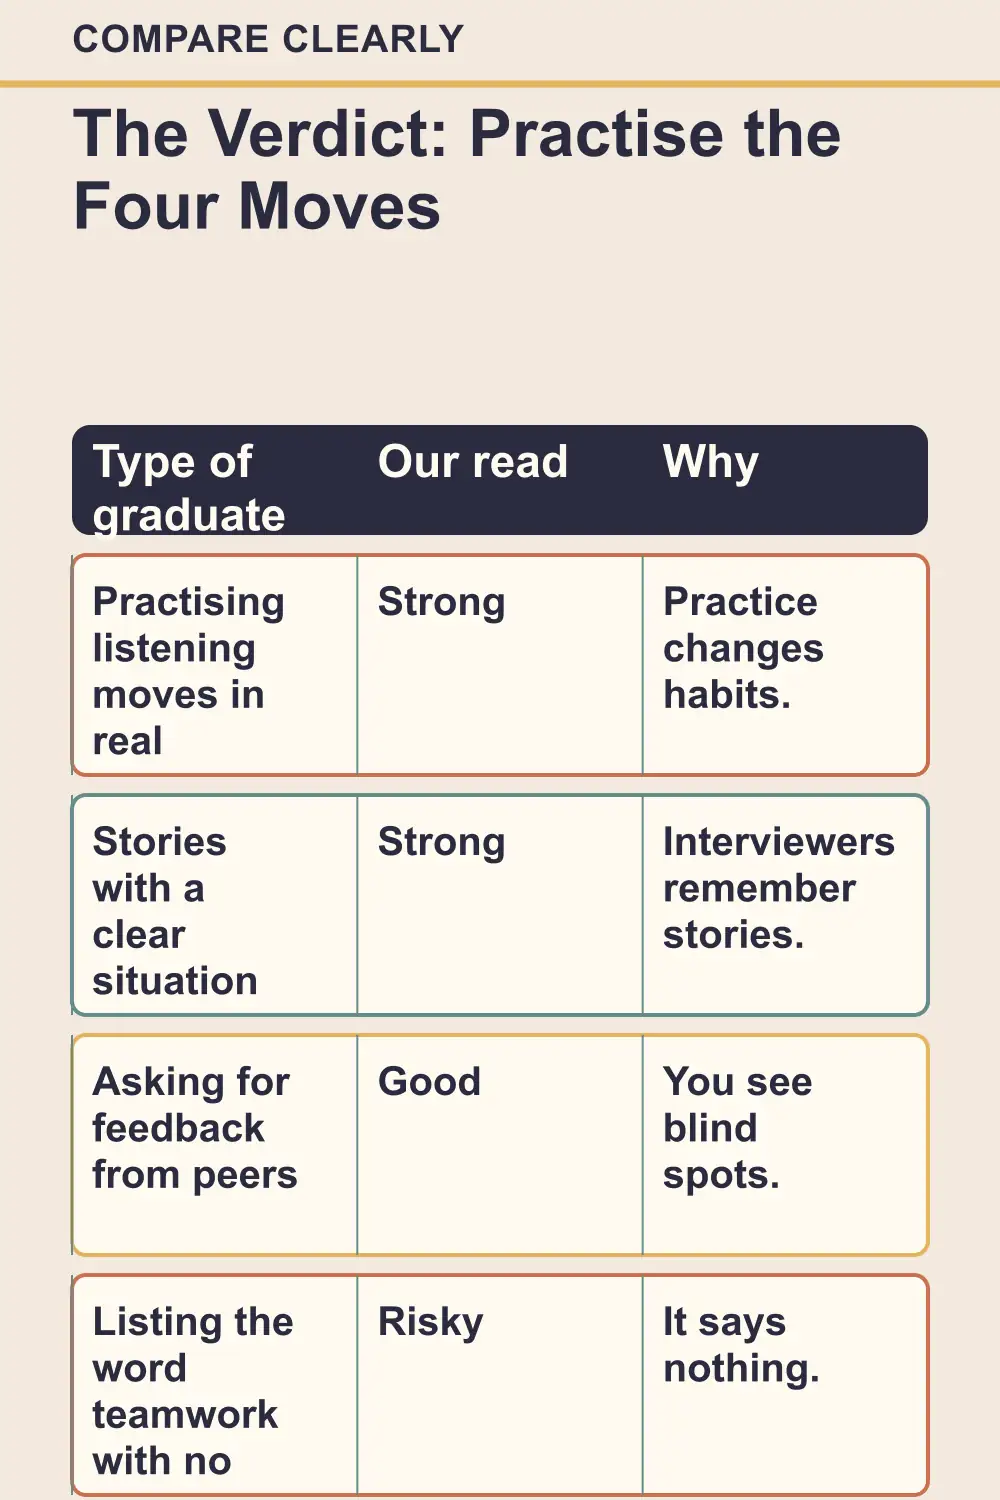 COMPARE CLEARLY
The Verdict: Practise the
Four Moves
Type of
graduate
Our read
Why
Practising
listening
moves in
real
Strong
Practice
changes
habits.
Stories
with a
clear
situation
Strong
Interviewers
remember
stories.
Asking for
feedback
from peers
Good
You see
blind
spots.
Listing the
word
teamwork
with no
Risky
It says
nothing.